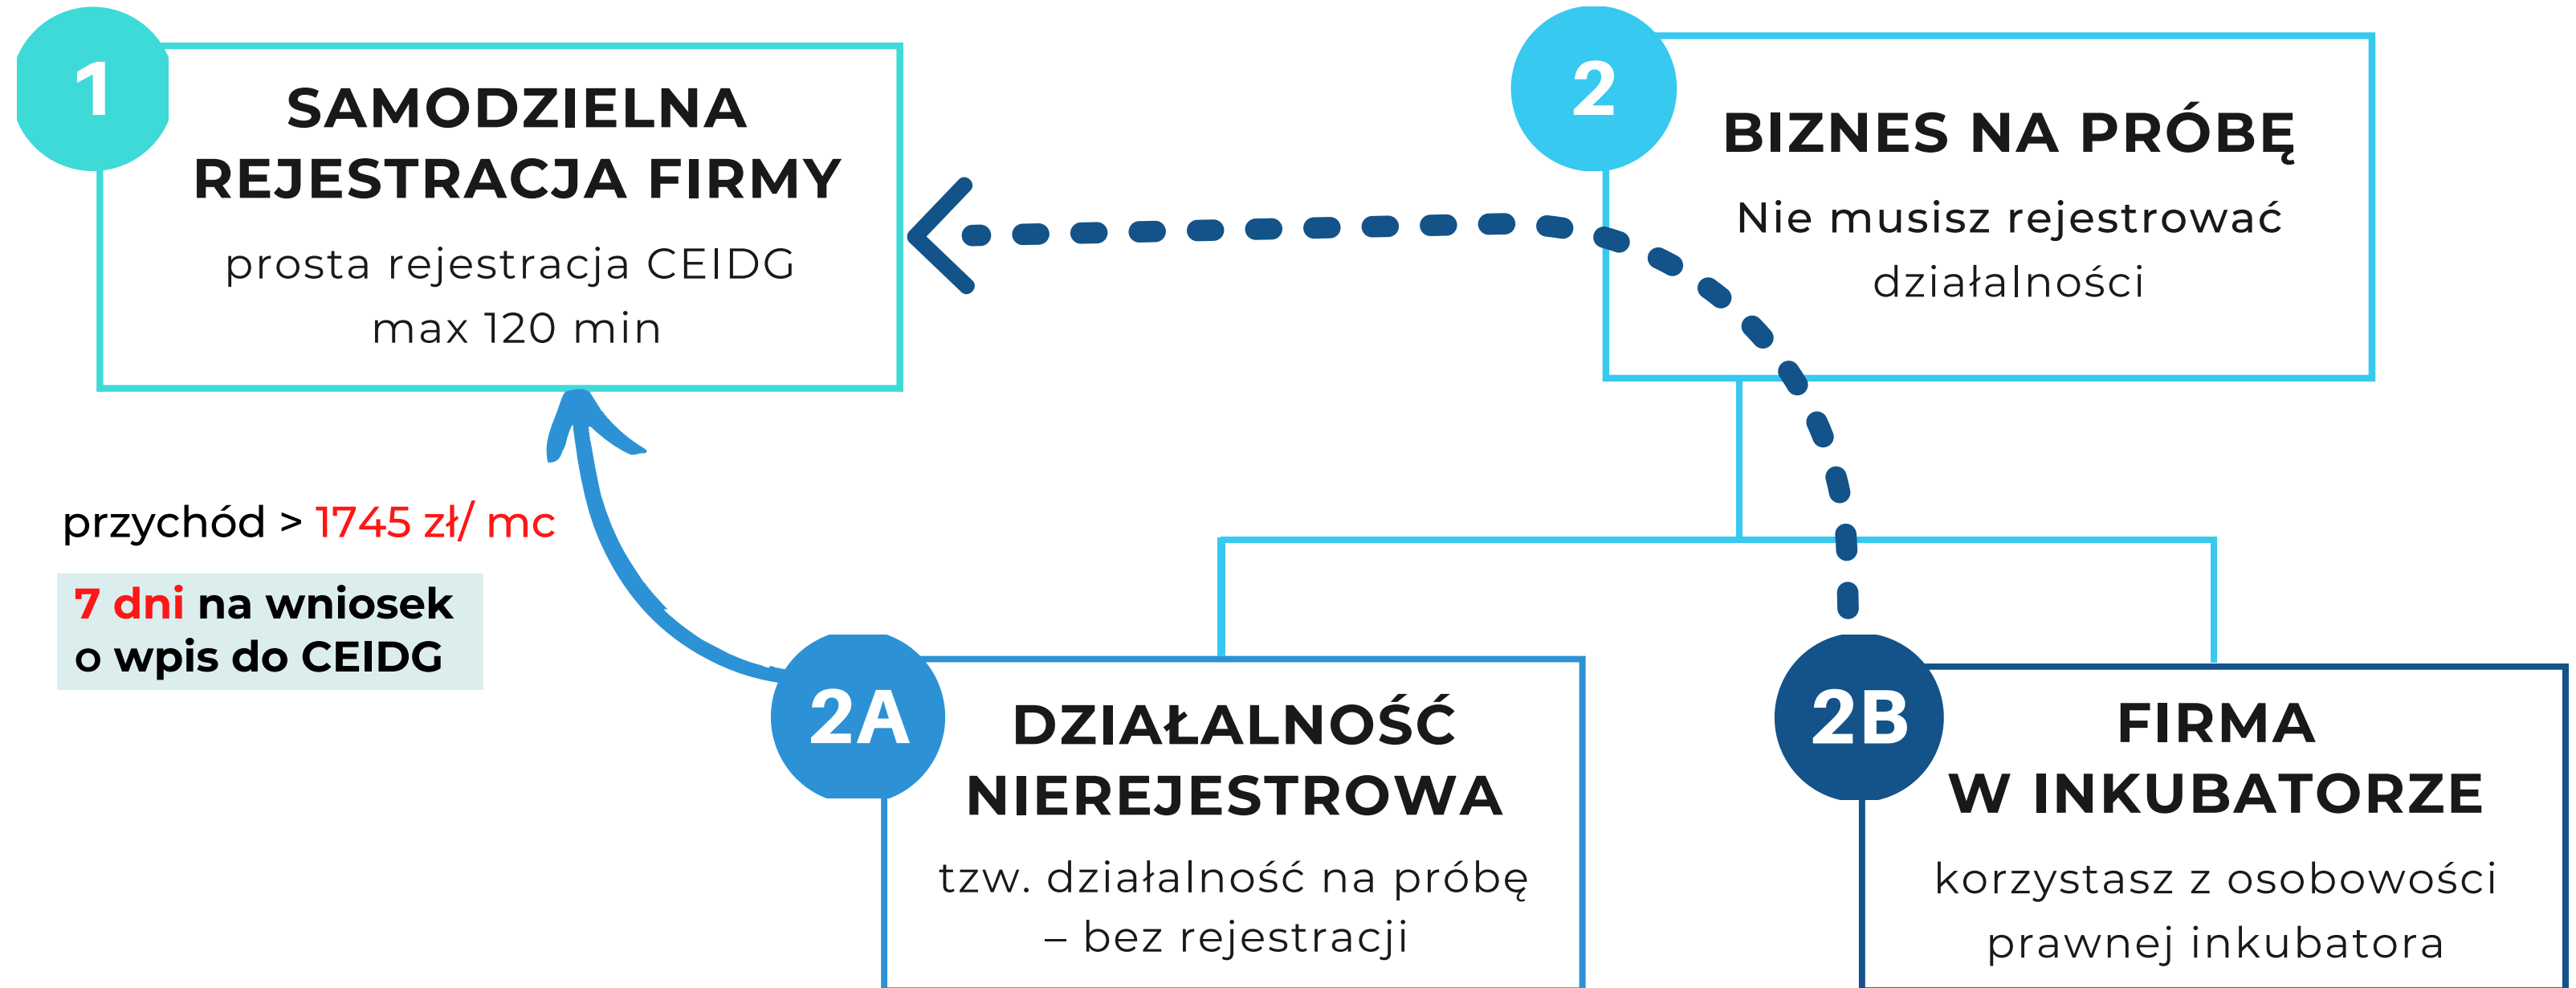 1
SAMODZIELNA
REJESTRACJA FIRMY
prosta rejestracja CEIDG
max 120 min
2
BIZNES NA PRÓBĘ
Nie musisz rejestrować
działalności
przychód > 1745 zł/ mc
7 dni na wniosek
o wpis do CEIDG
2A
DZIAŁALNOŚĆ
NIEREJESTROWA
tzw. działalność na próbę
– bez rejestracji
2B
FIRMA
W INKUBATORZE
korzystasz z osobowości
prawnej inkubatora